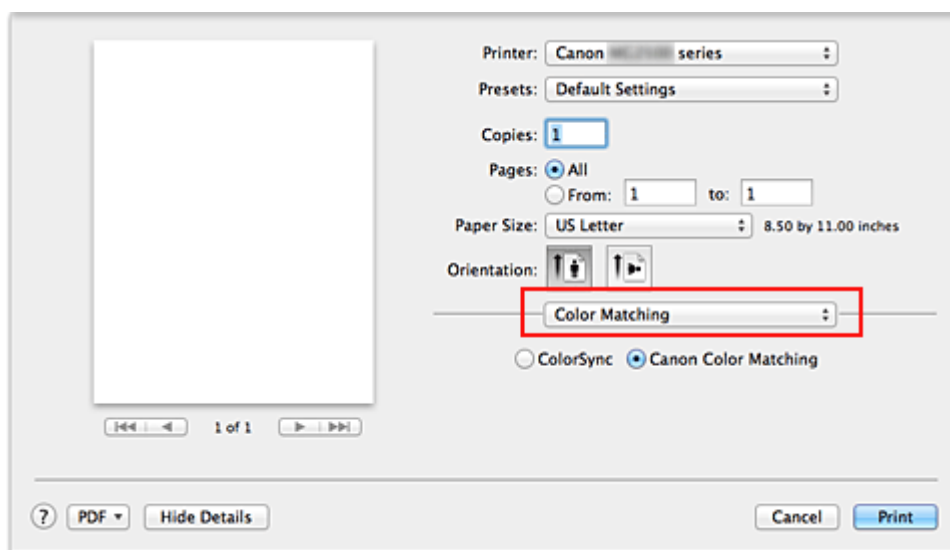 Printer: Canon series
Presets: Default Settings
Copies: 1
Pages: All
From: 1 to: 1
Paper Size: US Letter 8.50 by 11.00 inches
Orientation:
Color Matching
ColorSync Canon Color Matching
1 of 1
? PDF Hide Details Cancel Print